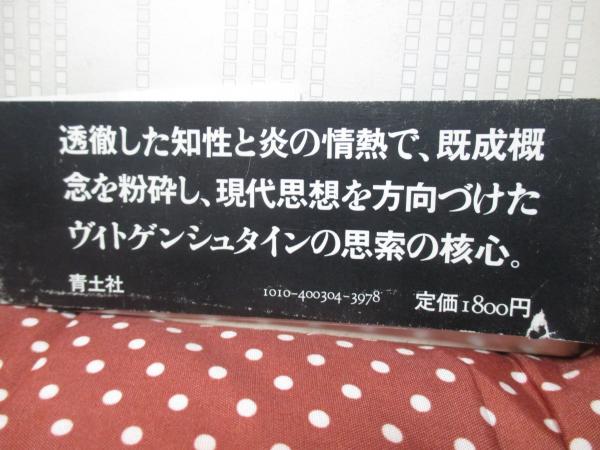 透徹した知性と炎の情熱で、既成概
念を粉砕し、現代思想を方向づけた
ヴィトゲンシュタインの思索の核心。
青土社 1010-400304-3978 定価1800円